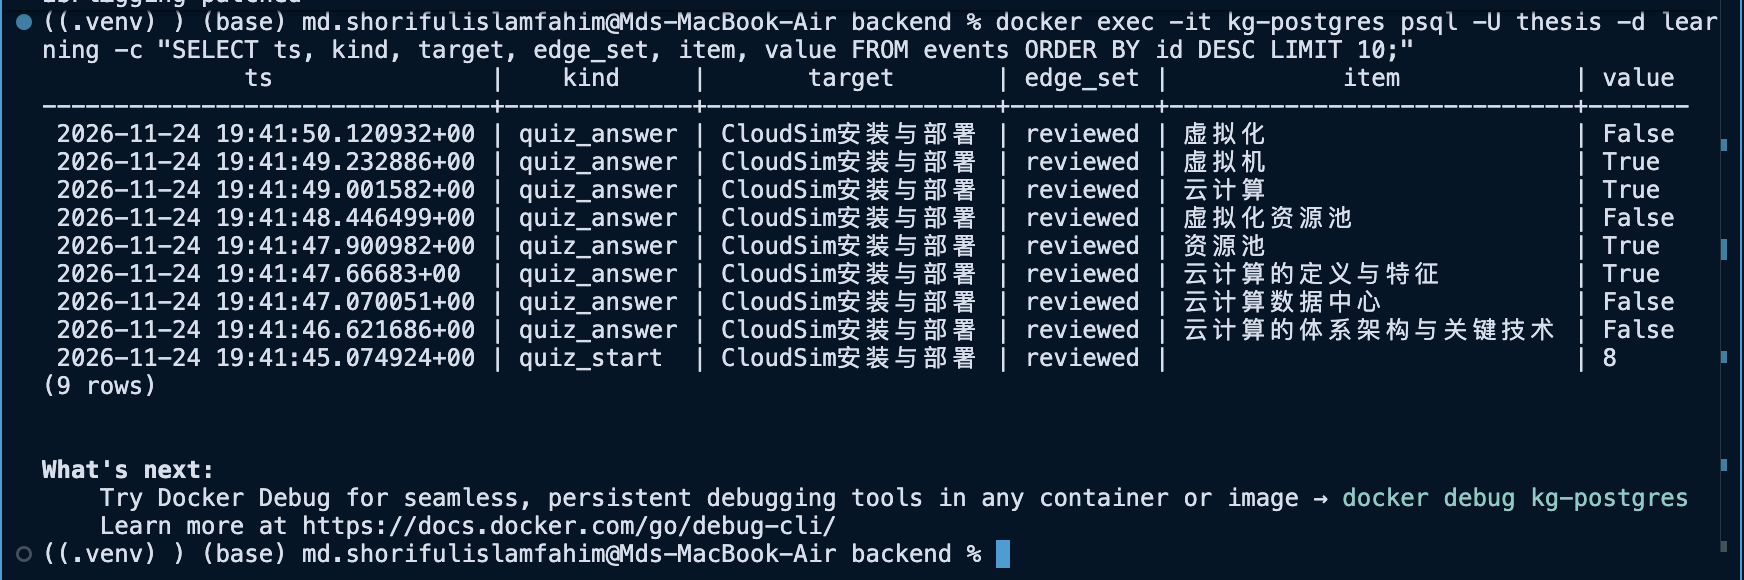 ((.venv) ) (base) md.shorifulislamfahim@Mds-MacBook-Air backend % docker exec -it kg-postgres psql -U thesis -d lear
ning -c "SELECT ts, kind, target, edge_set, item, value FROM events ORDER BY id DESC LIMIT 10;"
ts | kind | target | edge_set | item | value
-------------------------------+-------------+--------------------+----------+---------------------------+-------
2026-11-24 19:41:50.120932+00 | quiz_answer | CloudSim安装与部署 | reviewed | 虚拟化 | False
2026-11-24 19:41:49.232886+00 | quiz_answer | CloudSim安装与部署 | reviewed | 虚拟机 | True
2026-11-24 19:41:49.001582+00 | quiz_answer | CloudSim安装与部署 | reviewed | 云计算 | True
2026-11-24 19:41:48.446499+00 | quiz_answer | CloudSim安装与部署 | reviewed | 虚拟化资源池 | False
2026-11-24 19:41:47.900982+00 | quiz_answer | CloudSim安装与部署 | reviewed | 资源池 | True
2026-11-24 19:41:47.66683+00 | quiz_answer | CloudSim安装与部署 | reviewed | 云计算的定义与特征 | True
2026-11-24 19:41:47.070051+00 | quiz_answer | CloudSim安装与部署 | reviewed | 云计算数据中心 | False
2026-11-24 19:41:46.621686+00 | quiz_answer | CloudSim安装与部署 | reviewed | 云计算的体系架构与关键技术 | False
2026-11-24 19:41:45.074924+00 | quiz_start | CloudSim安装与部署 | reviewed | | 8
(9 rows)
What's next:
Try Docker Debug for seamless, persistent debugging tools in any container or image → docker debug kg-postgres
Learn more at https://docs.docker.com/go/debug-cli/
((.venv) ) (base) md.shorifulislamfahim@Mds-MacBook-Air backend %